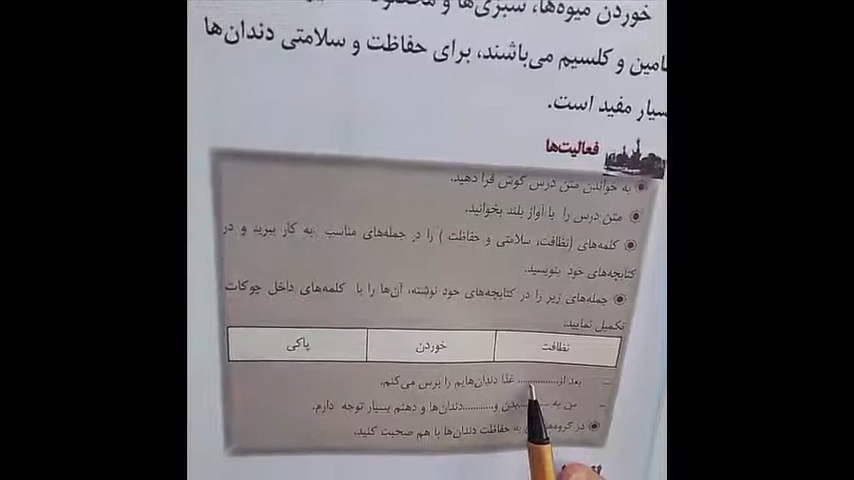 خوردن میوه‌ها، سبزی‌ها و
و کلسیم می‌باشند، برای حفاظت و سلامتی دندان‌ها
مفید است.
فعالیت‌ها
به خواندن متن درس گوش فرا دهید.
متن درس را با آواز بلند بخوانید.
کلمه‌های (نظافت، سلامتی و حفاظت) را در جمله‌های مناسب به کار ببرید و در
کتابچه‌های خود بنویسید.
جمله‌های زیر را در کتابچه‌های خود نوشته، آن‌ها را با کلمه‌های داخل چوکات
تکمیل نمایید.
نظافت خوردن پاکی
– بعد از............... غذا دندان‌هایم را برس می‌کنم.
– من به ......... بدن و............دندان‌ها و دهنم بسیار توجه دارم.
در به حفاظت دندان‌ها با هم صحبت کنید.